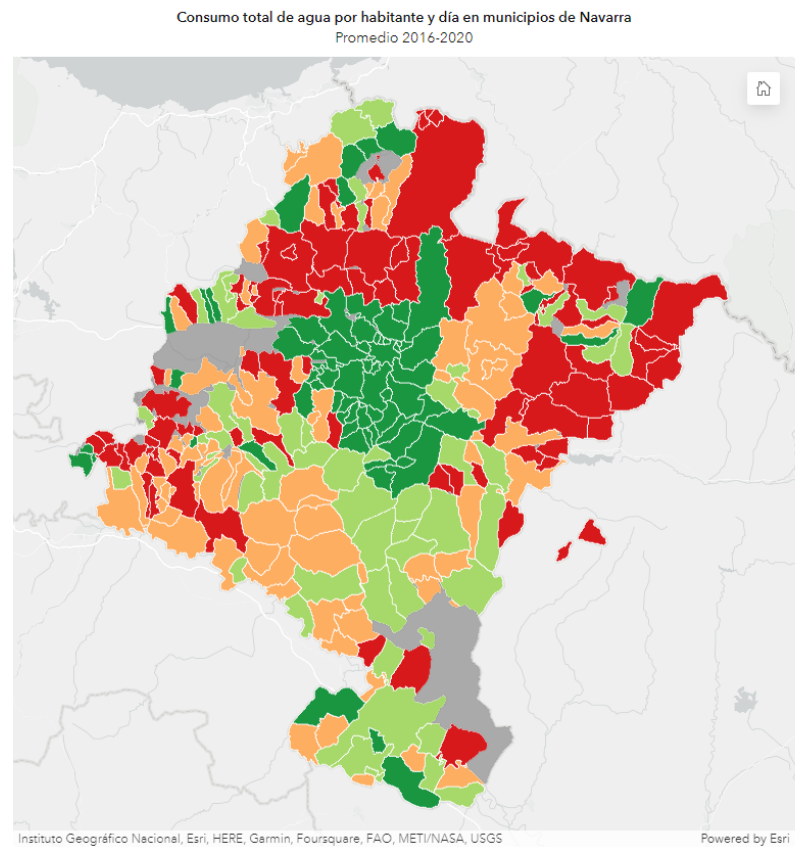 Consumo total de agua por habitante y día en municipios de Navarra
Promedio 2016-2020
Instituto Geográfico Nacional, Esri, HERE, Garmin, Foursquare, FAO, METI/NASA, USGS
Powered by Esri